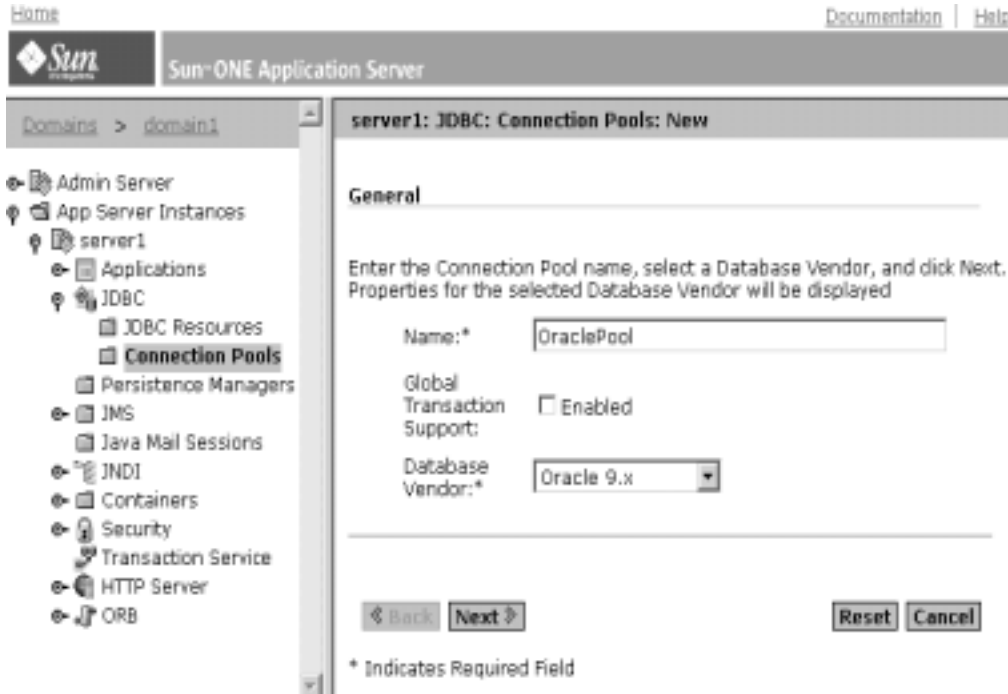 Home
Documentation | Help
Sun
Sun™ ONE Application Server
Domains > domain1
Admin Server
App Server Instances
server1
Applications
JDBC
JDBC Resources
Connection Pools
Persistence Managers
JMS
Java Mail Sessions
JNDI
Containers
Security
Transaction Service
HTTP Server
ORB
server1: JDBC: Connection Pools: New
General
Enter the Connection Pool name, select a Database Vendor, and click Next.
Properties for the selected Database Vendor will be displayed
Name:* OraclePool
Global
Transaction
Support:
Enabled
Database
Vendor:*
Oracle 9.x
Back Next Reset Cancel
* Indicates Required Field